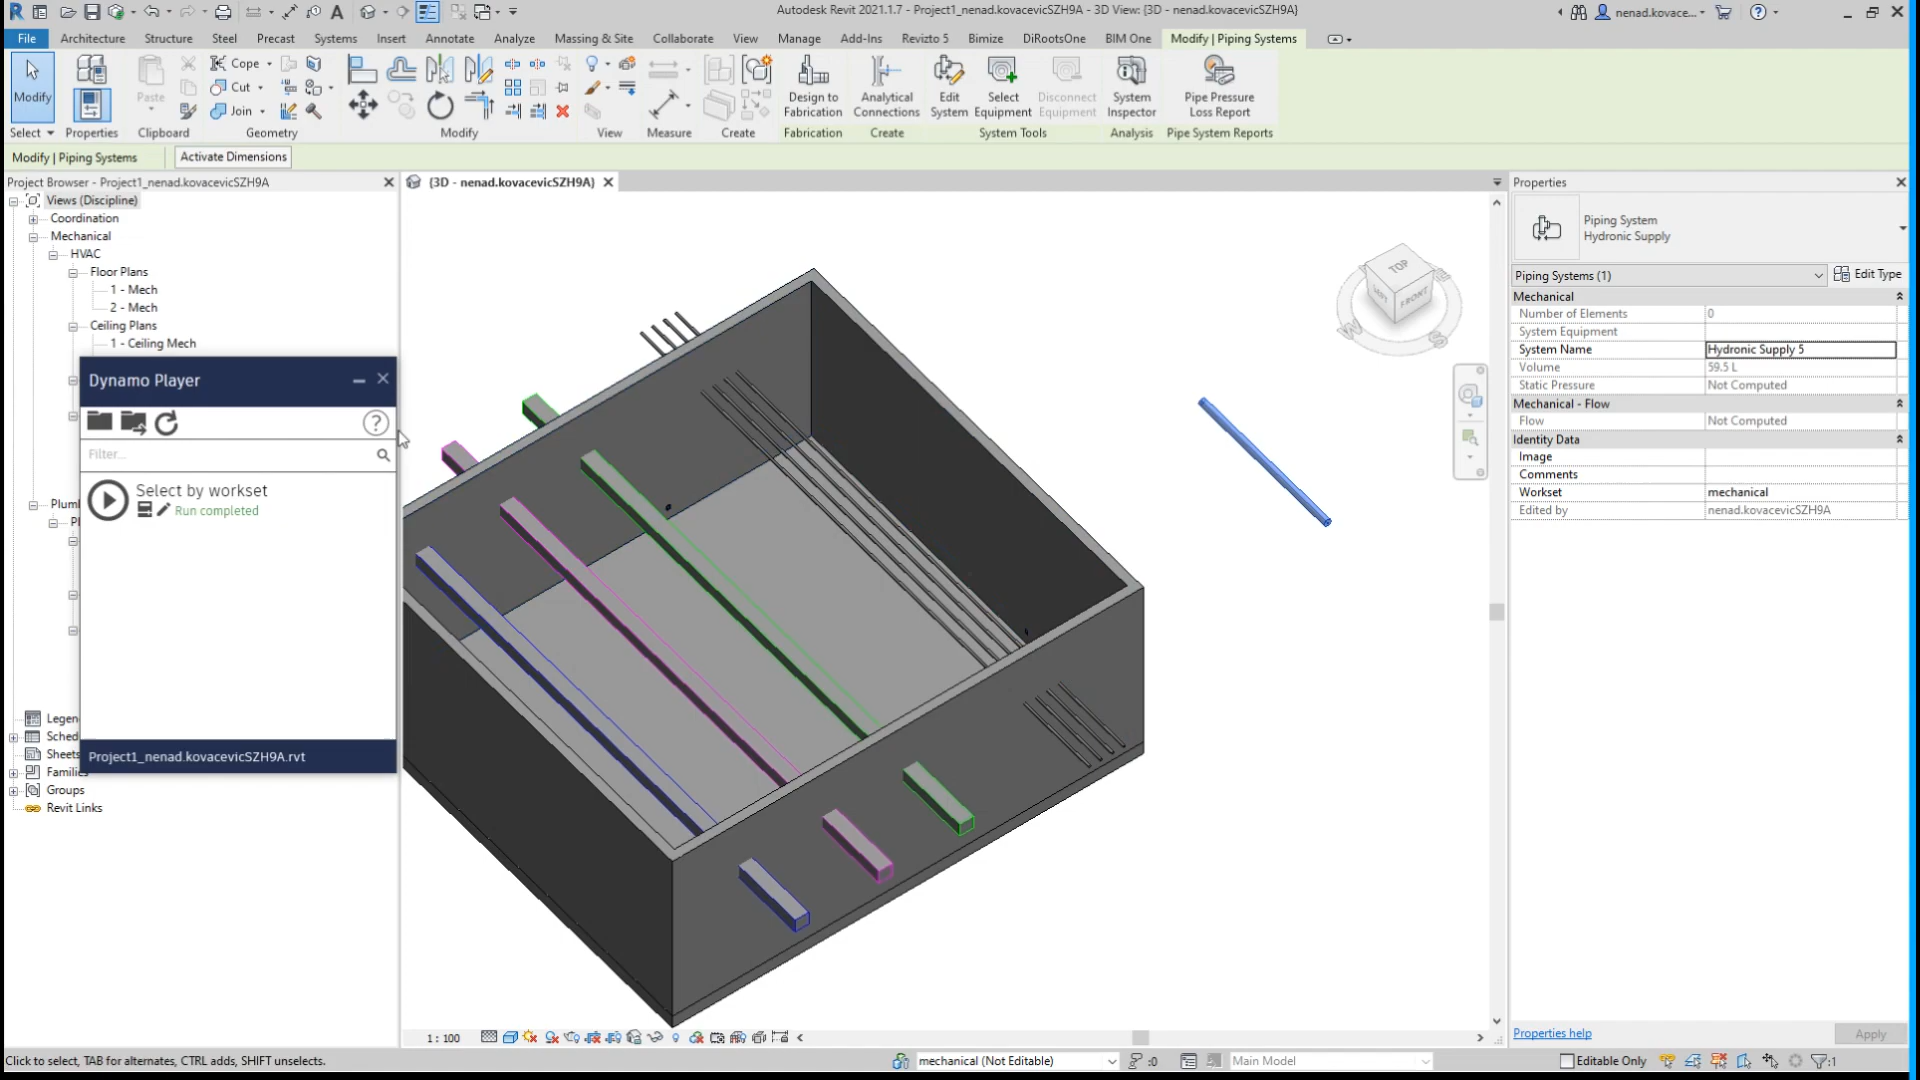 Autodesk Revit 2021.1.7 - Project1_nenad.kovacevicSZH9A - 3D View: {3D - nenad.kovacevicSZH9A}
nenad.kovace...
File Architecture Structure Steel Precast Systems Insert Annotate Analyze Massing & Site Collaborate View Manage Add-Ins Revizto 5 Bimize DiRootsOne BIM One Modify | Piping Systems
Modify
Paste
Cope
Cut
Join
Design to Fabrication
Analytical Connections
Edit System
Select Equipment
Disconnect Equipment
System Inspector
Pipe Pressure Loss Report
Select Properties Clipboard Geometry Modify View Measure Create Fabrication Create System Tools Analysis Pipe System Reports
Modify | Piping Systems
Activate Dimensions
Project Browser - Project1_nenad.kovacevicSZH9A
Views (Discipline)
Coordination
Mechanical
HVAC
Floor Plans
1 - Mech
2 - Mech
Ceiling Plans
1 - Ceiling Mech
Dynamo Player
Filter...
Select by workset
Run completed
Project1_nenad.kovacevicSZH9A.rvt
Plum
P
Legen
Sched
Sheets
Families
Groups
Revit Links
{3D - nenad.kovacevicSZH9A}
TOP
FRONT
W
S
Properties
Piping System
Hydronic Supply
Piping Systems (1)
Edit Type
Mechanical
Number of Elements 0
System Equipment
System Name Hydronic Supply 5
Volume 59.5 L
Static Pressure Not Computed
Mechanical - Flow
Flow Not Computed
Identity Data
Image
Comments
Workset mechanical
Edited by nenad.kovacevicSZH9A
Properties help
Apply
1 : 100
Click to select, TAB for alternates, CTRL adds, SHIFT unselects.
mechanical (Not Editable)
:0
Main Model
Editable Only
:1